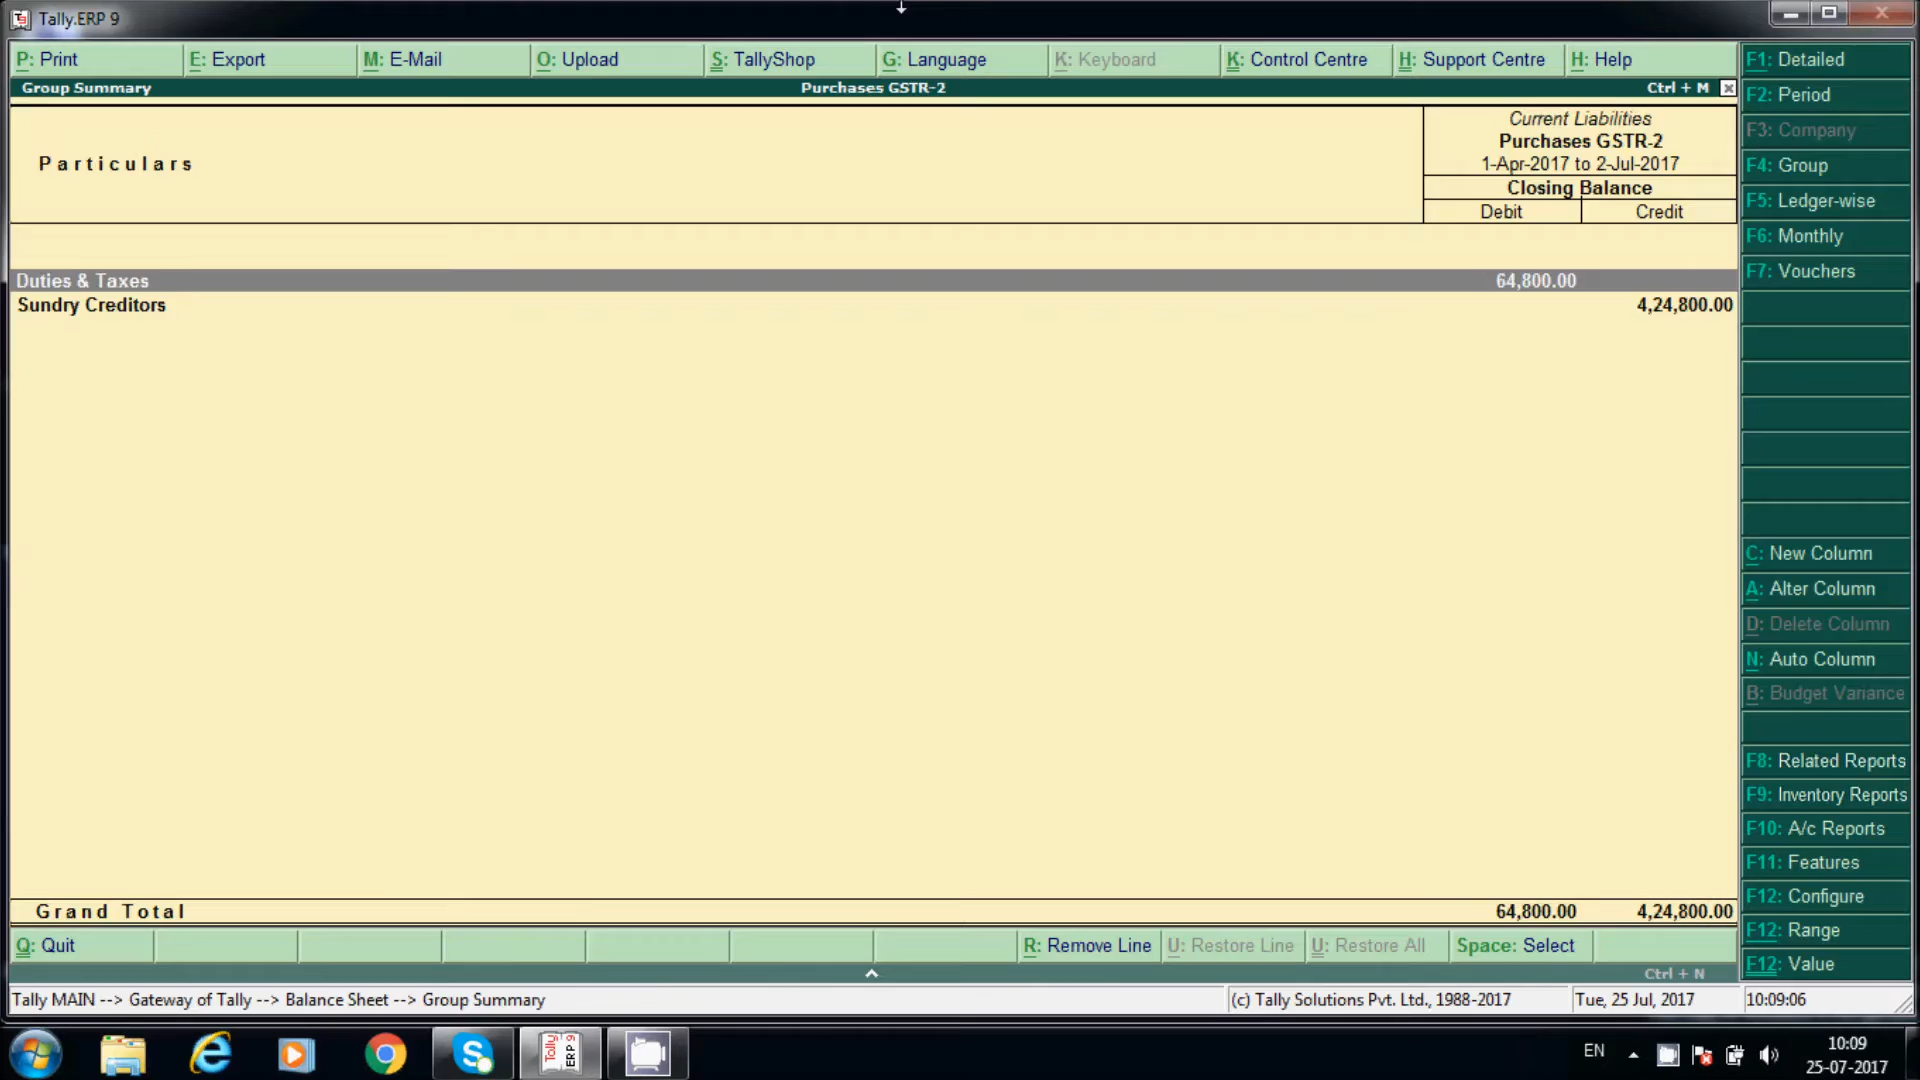 Tally.ERP 9
P: Print E: Export M: E-Mail O: Upload S: TallyShop G: Language K: Keyboard K: Control Centre H: Support Centre H: Help
Group Summary Purchases GSTR-2 Ctrl + M
Particulars
Current Liabilities
Purchases GSTR-2
1-Apr-2017 to 2-Jul-2017
Closing Balance
Debit Credit
Duties & Taxes 64,800.00
Sundry Creditors 4,24,800.00
Grand Total 64,800.00 4,24,800.00
Q: Quit R: Remove Line U: Restore Line U: Restore All Space: Select
Ctrl + N
F1: Detailed
F2: Period
F3: Company
F4: Group
F5: Ledger-wise
F6: Monthly
F7: Vouchers
C: New Column
A: Alter Column
D: Delete Column
N: Auto Column
B: Budget Variance
F8: Related Reports
F9: Inventory Reports
F10: A/c Reports
F11: Features
F12: Configure
F12: Range
F12: Value
Tally MAIN --> Gateway of Tally --> Balance Sheet --> Group Summary (c) Tally Solutions Pvt. Ltd., 1988-2017 Tue, 25 Jul, 2017 10:09:06
Tally
ERP 9
EN
10:09
25-07-2017